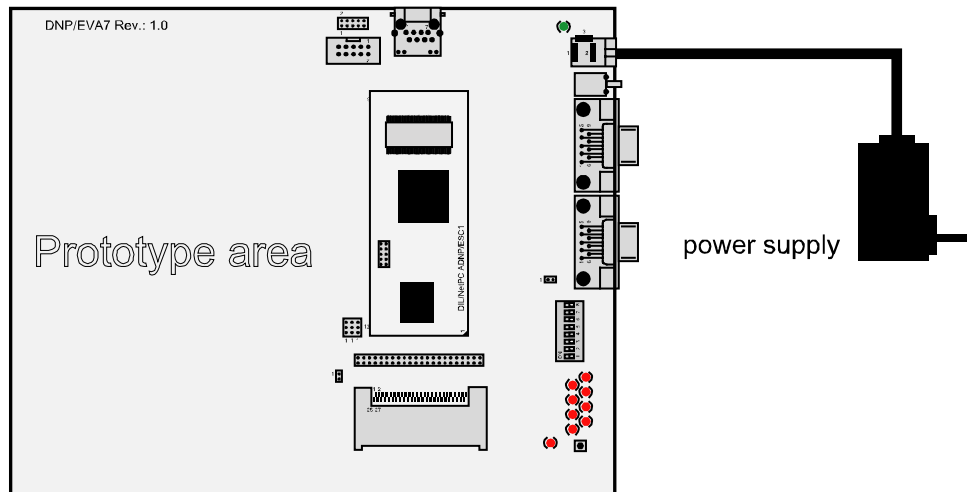 DNP/EVA7 Rev.: 1.0
Prototype area
DIL/NetPC ADNP/ESC1
power supply